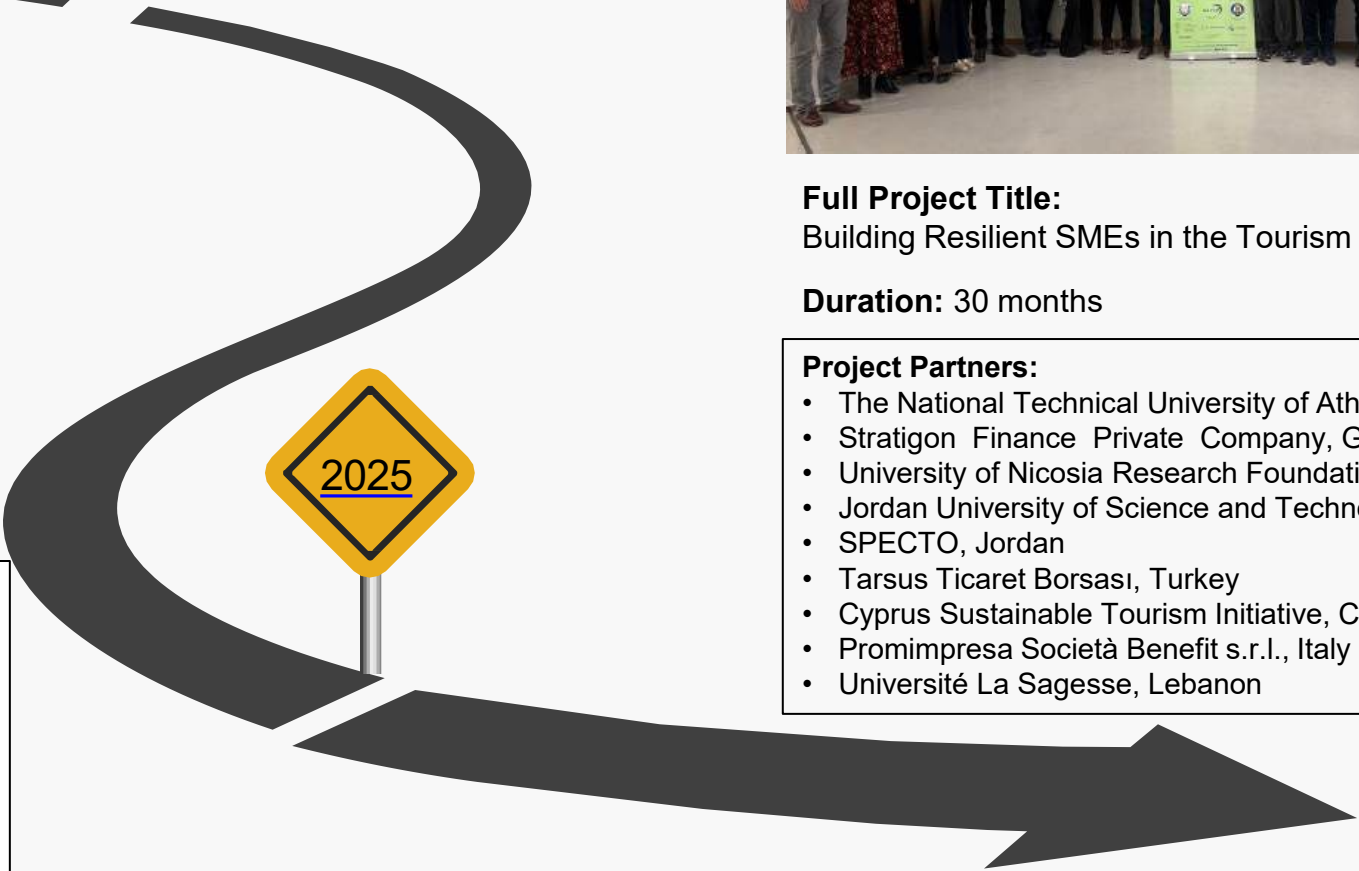 Full Project Title:
Building Resilient SMEs in the Tourism
Duration: 30 months
Project Partners:
• The National Technical University of Ath
• Stratigon Finance Private Company, G
• University of Nicosia Research Foundati
• Jordan University of Science and Techn
• SPECTO, Jordan
• Tarsus Ticaret Borsası, Turkey
• Cyprus Sustainable Tourism Initiative, C
• Promimpresa Società Benefit s.r.l., Italy
• Université La Sagesse, Lebanon
2025